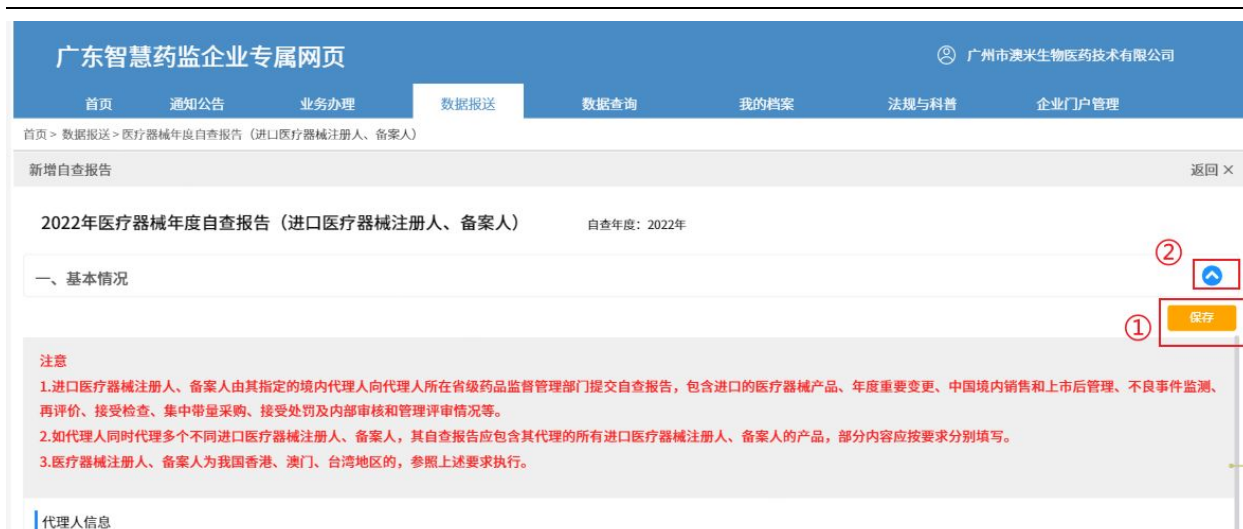 广东智慧药监企业专属网页
广州市澳米生物医药技术有限公司
首页 通知公告 业务办理 数据报送 数据查询 我的档案 法规与科普 企业门户管理
首页 > 数据报送 > 医疗器械年度自查报告（进口医疗器械注册人、备案人）
新增自查报告 返回 ×
2022年医疗器械年度自查报告（进口医疗器械注册人、备案人） 自查年度：2022年
②
一、基本情况
保存
①
注意
1.进口医疗器械注册人、备案人由其指定的境内代理人向代理人所在省级药品监督管理部门提交自查报告，包含进口的医疗器械产品、年度重要变更、中国境内销售和上市后管理、不良事件监测、
再评价、接受检查、集中带量采购、接受处罚及内部审核和管理评审情况等。
2.如代理人同时代理多个不同进口医疗器械注册人、备案人，其自查报告应包含其代理的所有进口医疗器械注册人、备案人的产品，部分内容应按要求分别填写。
3.医疗器械注册人、备案人为我国香港、澳门、台湾地区的，参照上述要求执行。
代理人信息